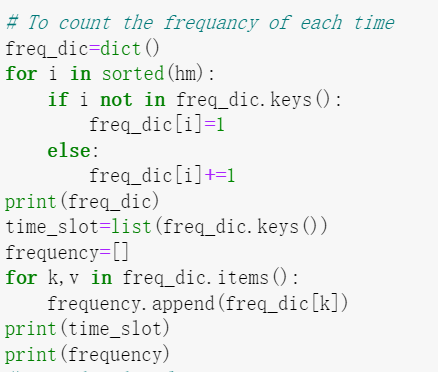 # To count the frequancy of each time
freq_dic=dict()
for i in sorted(hm):
    if i not in freq_dic.keys():
        freq_dic[i]=1
    else:
        freq_dic[i]+=1
print(freq_dic)
time_slot=list(freq_dic.keys())
frequency=[]
for k,v in freq_dic.items():
    frequency.append(freq_dic[k])
print(time_slot)
print(frequency)